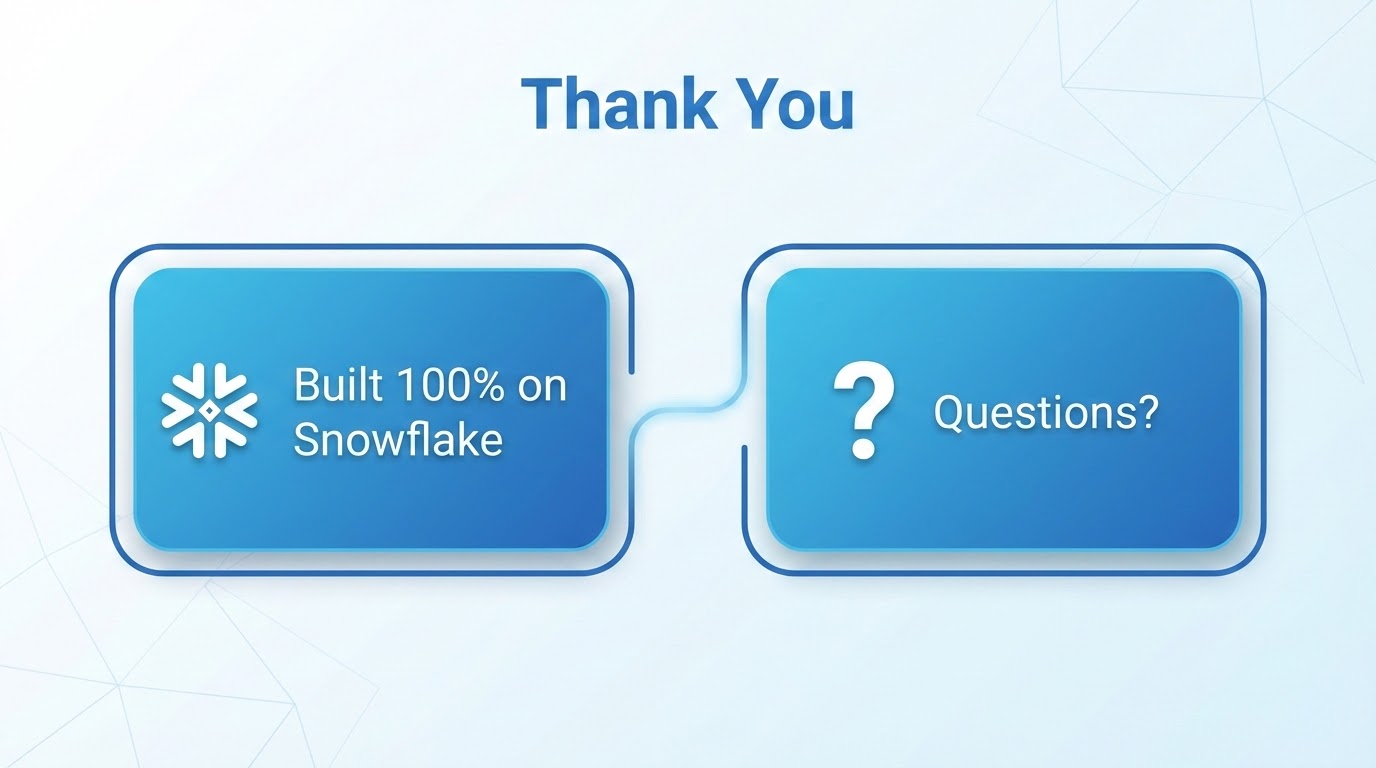 Thank You
Built 100% on
Snowflake
?
Questions?